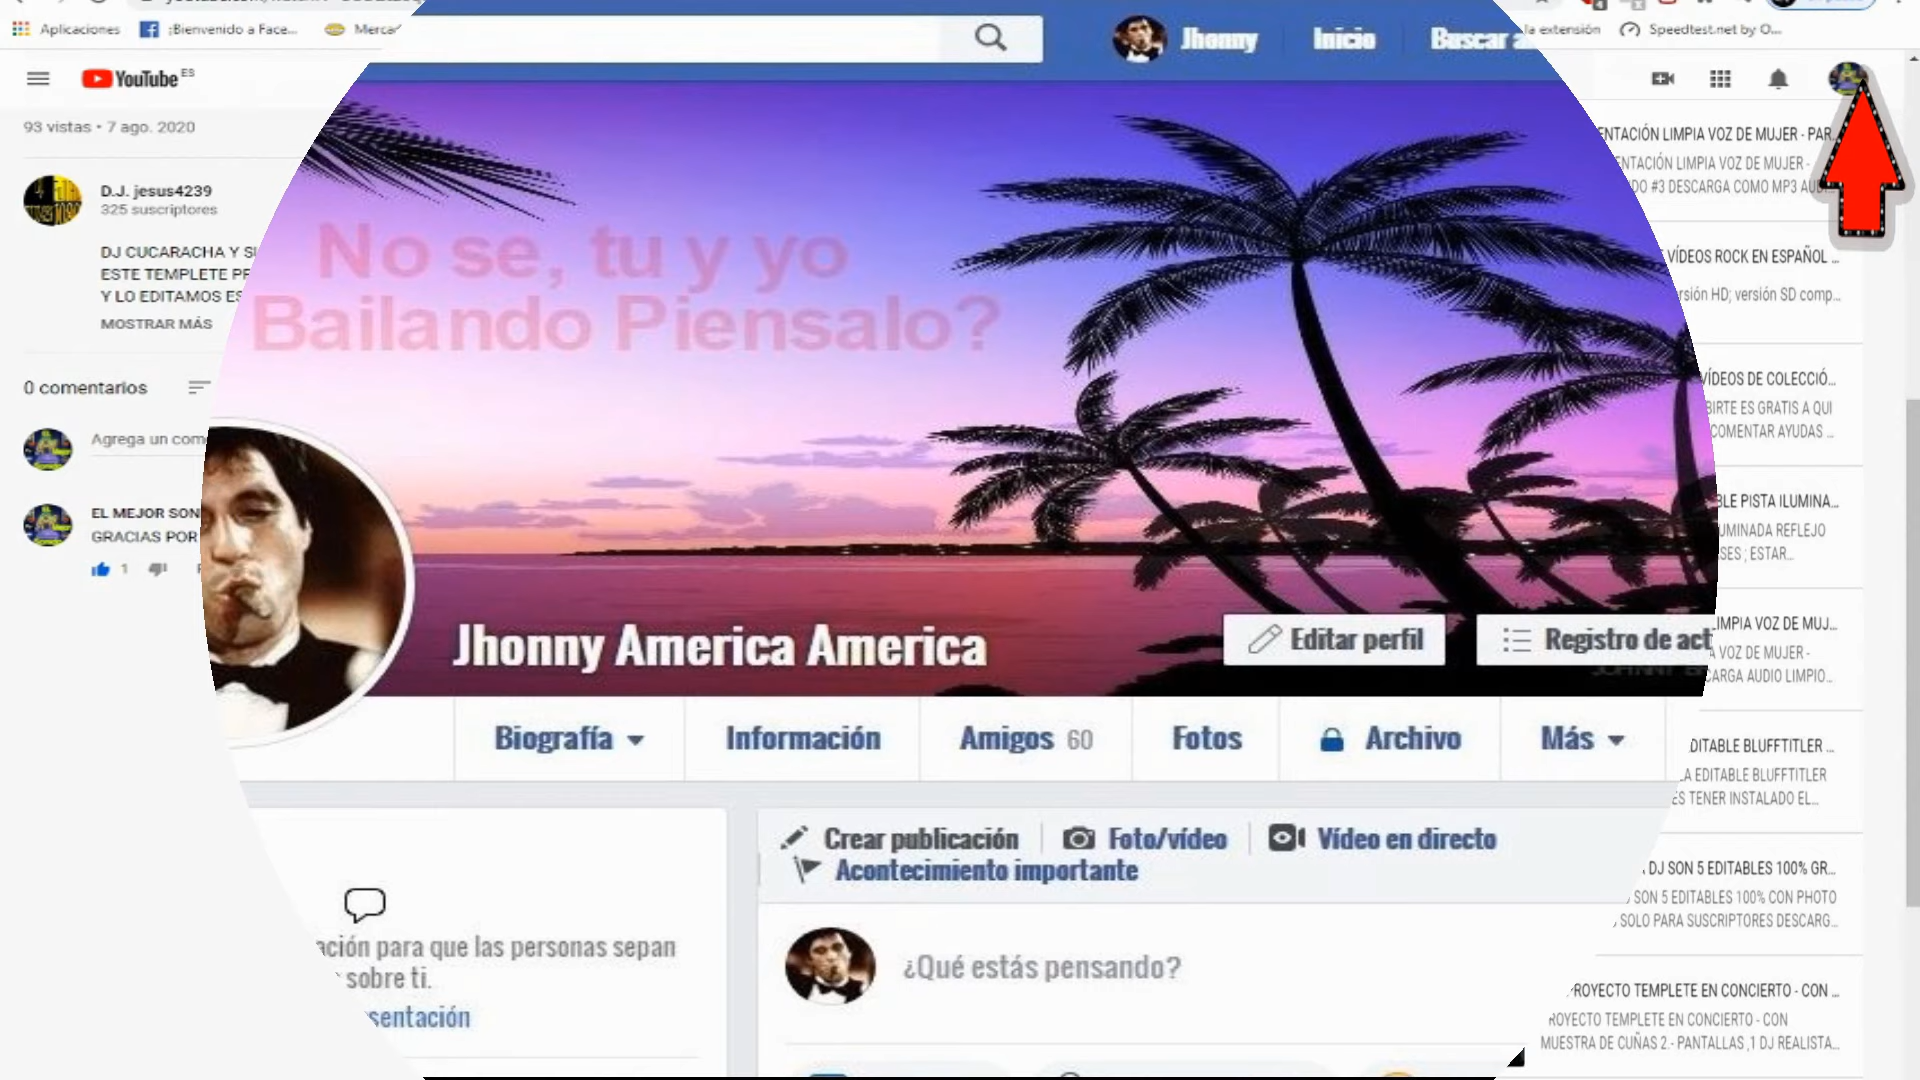 Aplicaciones
¡Bienvenido a Face...
Merca
la extensión
Speedtest.net by O...
Jhonny
Inicio
Buscar a
YouTube ES
93 vistas • 7 ago. 2020
D.J. jesus4239
325 suscriptores
DJ CUCARACHA Y SI
ESTE TEMPLETE PR
Y LO EDITAMOS ES
MOSTRAR MÁS
0 comentarios
Agrega un com
EL MEJOR SON
GRACIAS POR
1
No se, tu y yo
Bailando Piensalo?
Jhonny America America
Editar perfil
Registro de act
Biografía
Información
Amigos 60
Fotos
Archivo
Más
Crear publicación
Foto/vídeo
Vídeo en directo
Acontecimiento importante
¿Qué estás pensando?
ación para que las personas sepan
sobre ti.
sentación
ENTACIÓN LIMPIA VOZ DE MUJER - PAR...
ENTACIÓN LIMPIA VOZ DE MUJER -
DO #3 DESCARGA COMO MP3 AUD...
VÍDEOS ROCK EN ESPAÑOL ...
rsión HD; versión SD comp...
VÍDEOS DE COLECCIÓ...
BIRTE ES GRATIS A QUI
COMENTAR AYUDAS ...
BLE PISTA ILUMINA...
UMINADA REFLEJO
SES ; ESTAR...
IMPIA VOZ DE MUJ...
A VOZ DE MUJER -
CARGA AUDIO LIMPIO...
DITABLE BLUFFTITLER ...
A EDITABLE BLUFFTITLER
ES TENER INSTALADO EL...
DJ SON 5 EDITABLES 100% GR...
SON 5 EDITABLES 100% CON PHOTO
SOLO PARA SUSCRIPTORES DESCARG...
ROYECTO TEMPLETE EN CONCIERTO - CON ...
ROYECTO TEMPLETE EN CONCIERTO - CON
MUESTRA DE CUÑAS 2 - PANTALLAS ,1 DJ REALISTA...